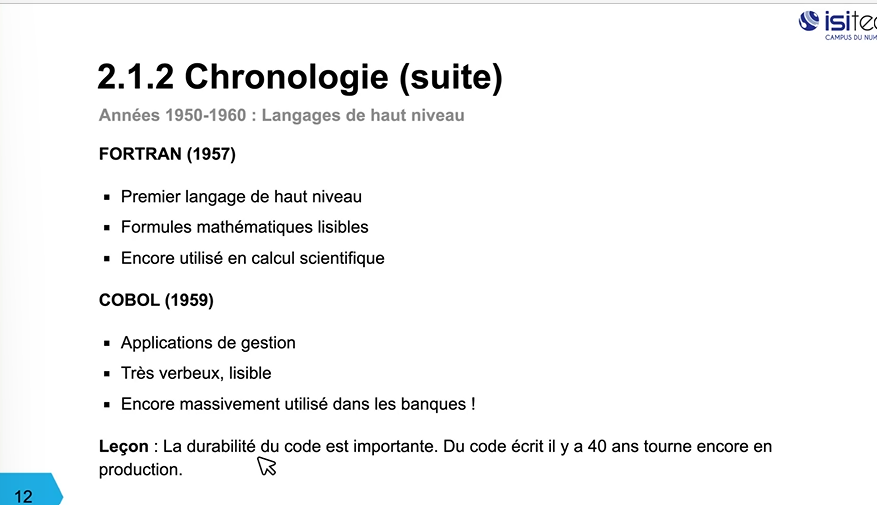 isitec
CAMPUS DU NUM
2.1.2 Chronologie (suite)
Années 1950-1960 : Langages de haut niveau
FORTRAN (1957)
▪ Premier langage de haut niveau
▪ Formules mathématiques lisibles
▪ Encore utilisé en calcul scientifique
COBOL (1959)
▪ Applications de gestion
▪ Très verbeux, lisible
▪ Encore massivement utilisé dans les banques !
Leçon : La durabilité du code est importante. Du code écrit il y a 40 ans tourne encore en
production.
12